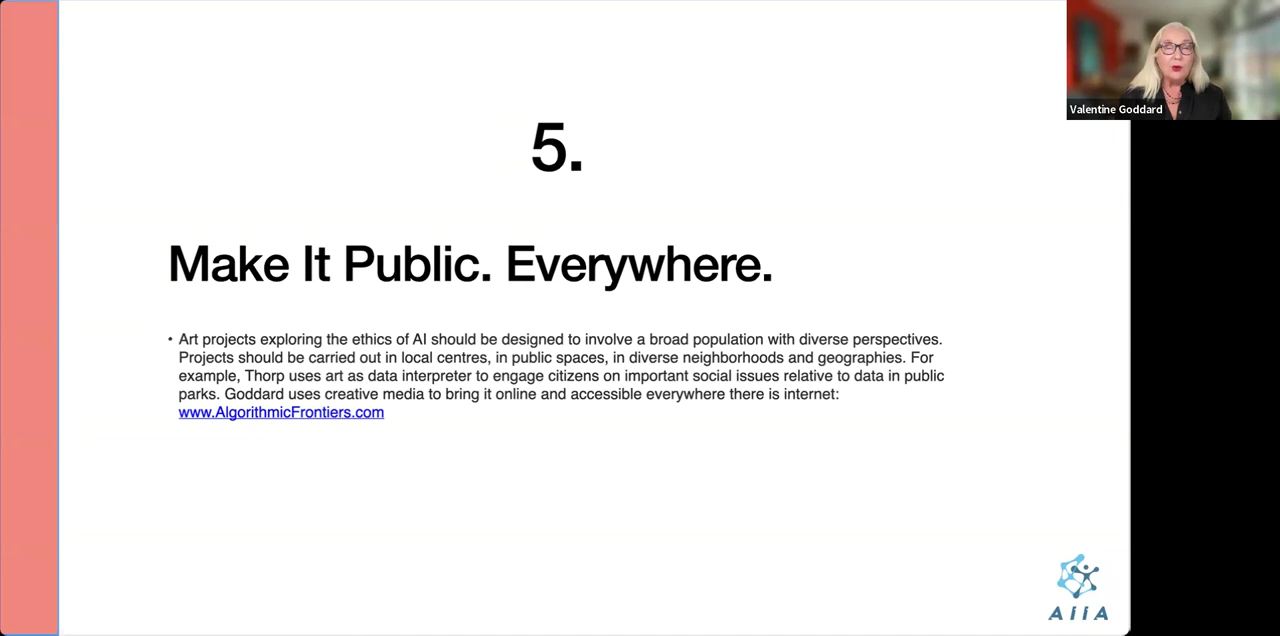 Valentine Goddard
5.
Make It Public. Everywhere.
• Art projects exploring the ethics of AI should be designed to involve a broad population with diverse perspectives.
Projects should be carried out in local centres, in public spaces, in diverse neighborhoods and geographies. For
example, Thorp uses art as data interpreter to engage citizens on important social issues relative to data in public
parks. Goddard uses creative media to bring it online and accessible everywhere there is internet:
www.AlgorithmicFrontiers.com
AiiA